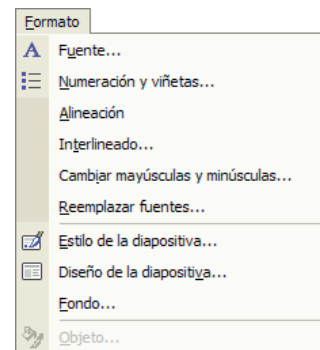 Formato
Fuente...
Numeración y viñetas...
Alineación
Interlineado...
Cambiar mayúsculas y minúsculas...
Reemplazar fuentes...
Estilo de la diapositiva...
Diseño de la diapositiva...
Fondo...
Objeto...